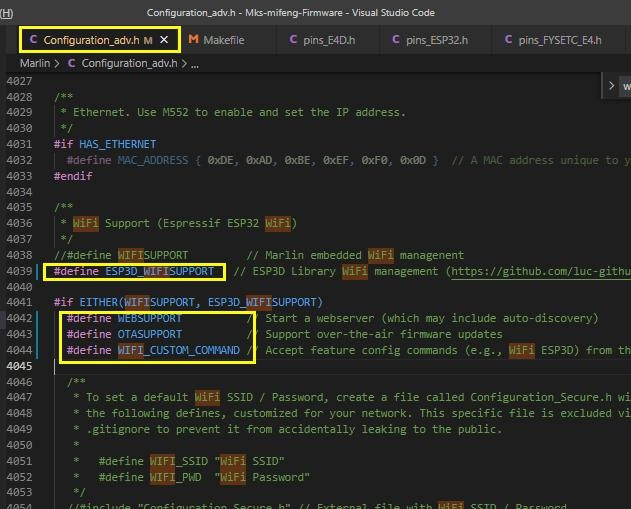 (H)
Configuration_adv.h - Mks-mifeng-Firmware - Visual Studio Code
C Configuration_adv.h M × M Makefile C pins_E4D.h C pins_ESP32.h C pins_FYSETC_E4.h
Marlin > C Configuration_adv.h > ...
4027
4028 /**
4029 * Ethernet. Use M552 to enable and set the IP address.
4030 */
4031 #if HAS_ETHERNET
4032 #define MAC_ADDRESS { 0xDE, 0xAD, 0xBE, 0xEF, 0xF0, 0x0D } // A MAC address unique to
4033 #endif
4034
4035 /**
4036 * WiFi Support (Espressif ESP32 WiFi)
4037 */
4038 //#define WIFISUPPORT // Marlin embedded WiFi managenent
4039 #define ESP3D_WIFISUPPORT // ESP3D Library WiFi management (https://github.com/luc-githu
4040
4041 #if EITHER(WIFISUPPORT, ESP3D_WIFISUPPORT)
4042 #define WEBSUPPORT // Start a webserver (which may include auto-discovery)
4043 #define OTASUPPORT // Support over-the-air firmware updates
4044 #define WIFI_CUSTOM_COMMAND // Accept feature config commands (e.g., WiFi ESP3D) from
4045
4046 /**
4047 * To set a default WiFi SSID / Password, create a file called Configuration_Secure.h wi
4048 * the following defines, customized for your network. This specific file is excluded vi
4049 * .gitignore to prevent it from accidentally leaking to the public.
4050 *
4051 * #define WIFI_SSID "WiFi SSID"
4052 * #define WIFI_PWD "WiFi Password"
4053 */
4054 //#include "Configuration_Secure.h" // External file with WiFi SSID / Password